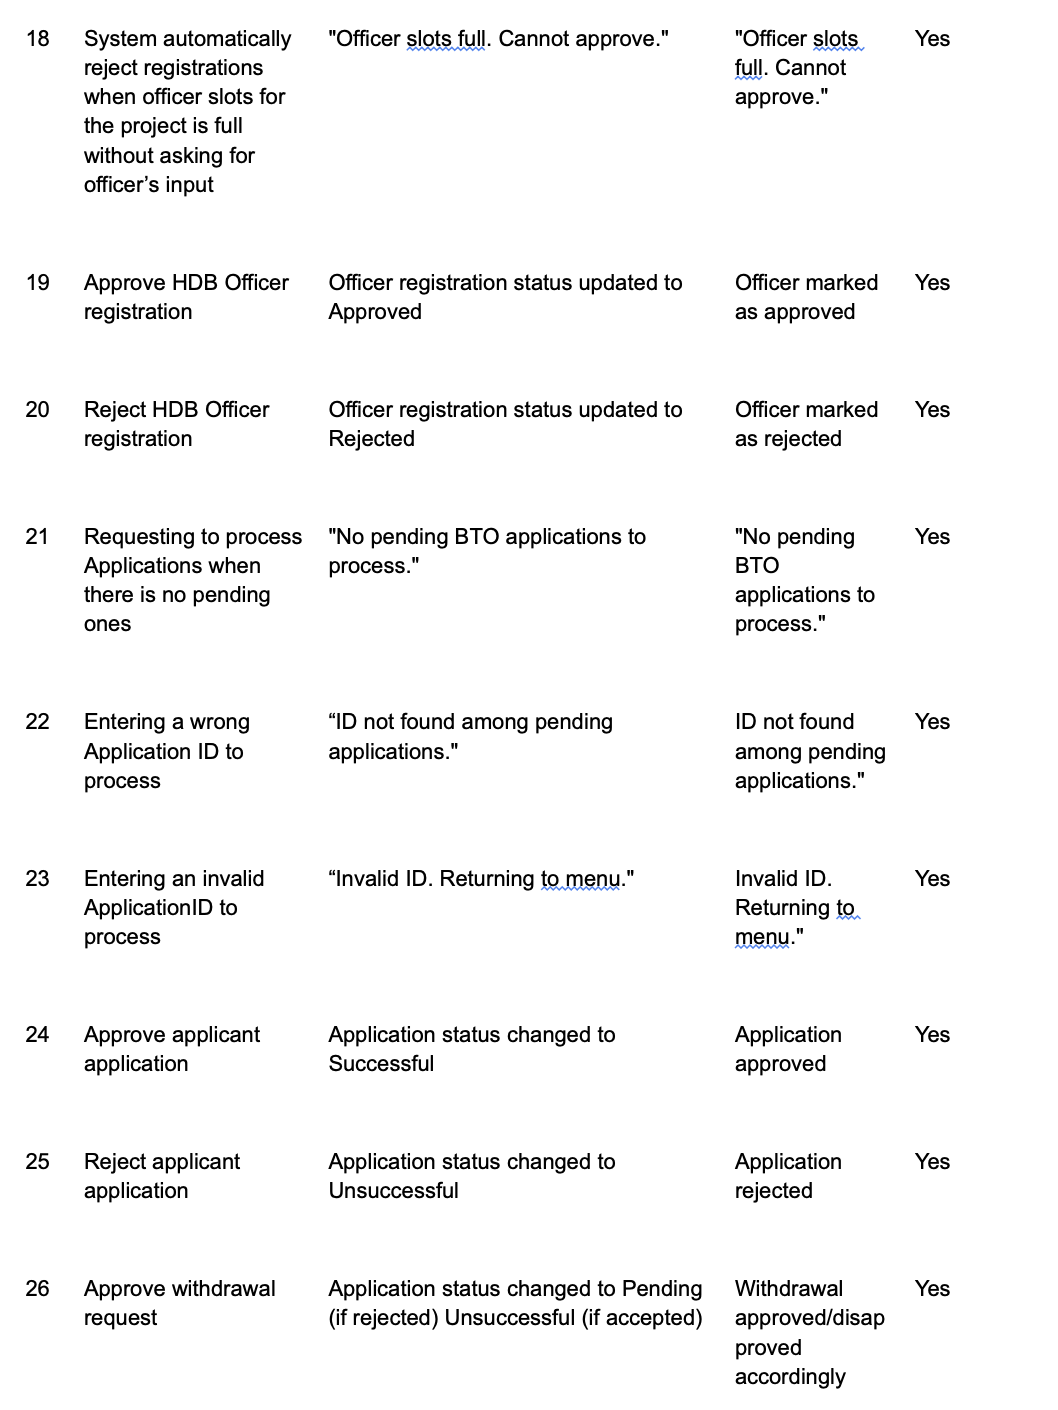 18 System automatically "Officer slots full. Cannot approve." "Officer slots Yes
reject registrations full. Cannot
when officer slots for approve."
the project is full
without asking for
officer’s input
19 Approve HDB Officer Officer registration status updated to Officer marked Yes
registration Approved as approved
20 Reject HDB Officer Officer registration status updated to Officer marked Yes
registration Rejected as rejected
21 Requesting to process "No pending BTO applications to "No pending Yes
Applications when process." BTO
there is no pending applications to
ones process."
22 Entering a wrong “ID not found among pending ID not found Yes
Application ID to applications." among pending
process applications."
23 Entering an invalid “Invalid ID. Returning to menu." Invalid ID. Yes
ApplicationID to Returning to
process menu."
24 Approve applicant Application status changed to Application Yes
application Successful approved
25 Reject applicant Application status changed to Application Yes
application Unsuccessful rejected
26 Approve withdrawal Application status changed to Pending Withdrawal Yes
request (if rejected) Unsuccessful (if accepted) approved/disap
proved
accordingly